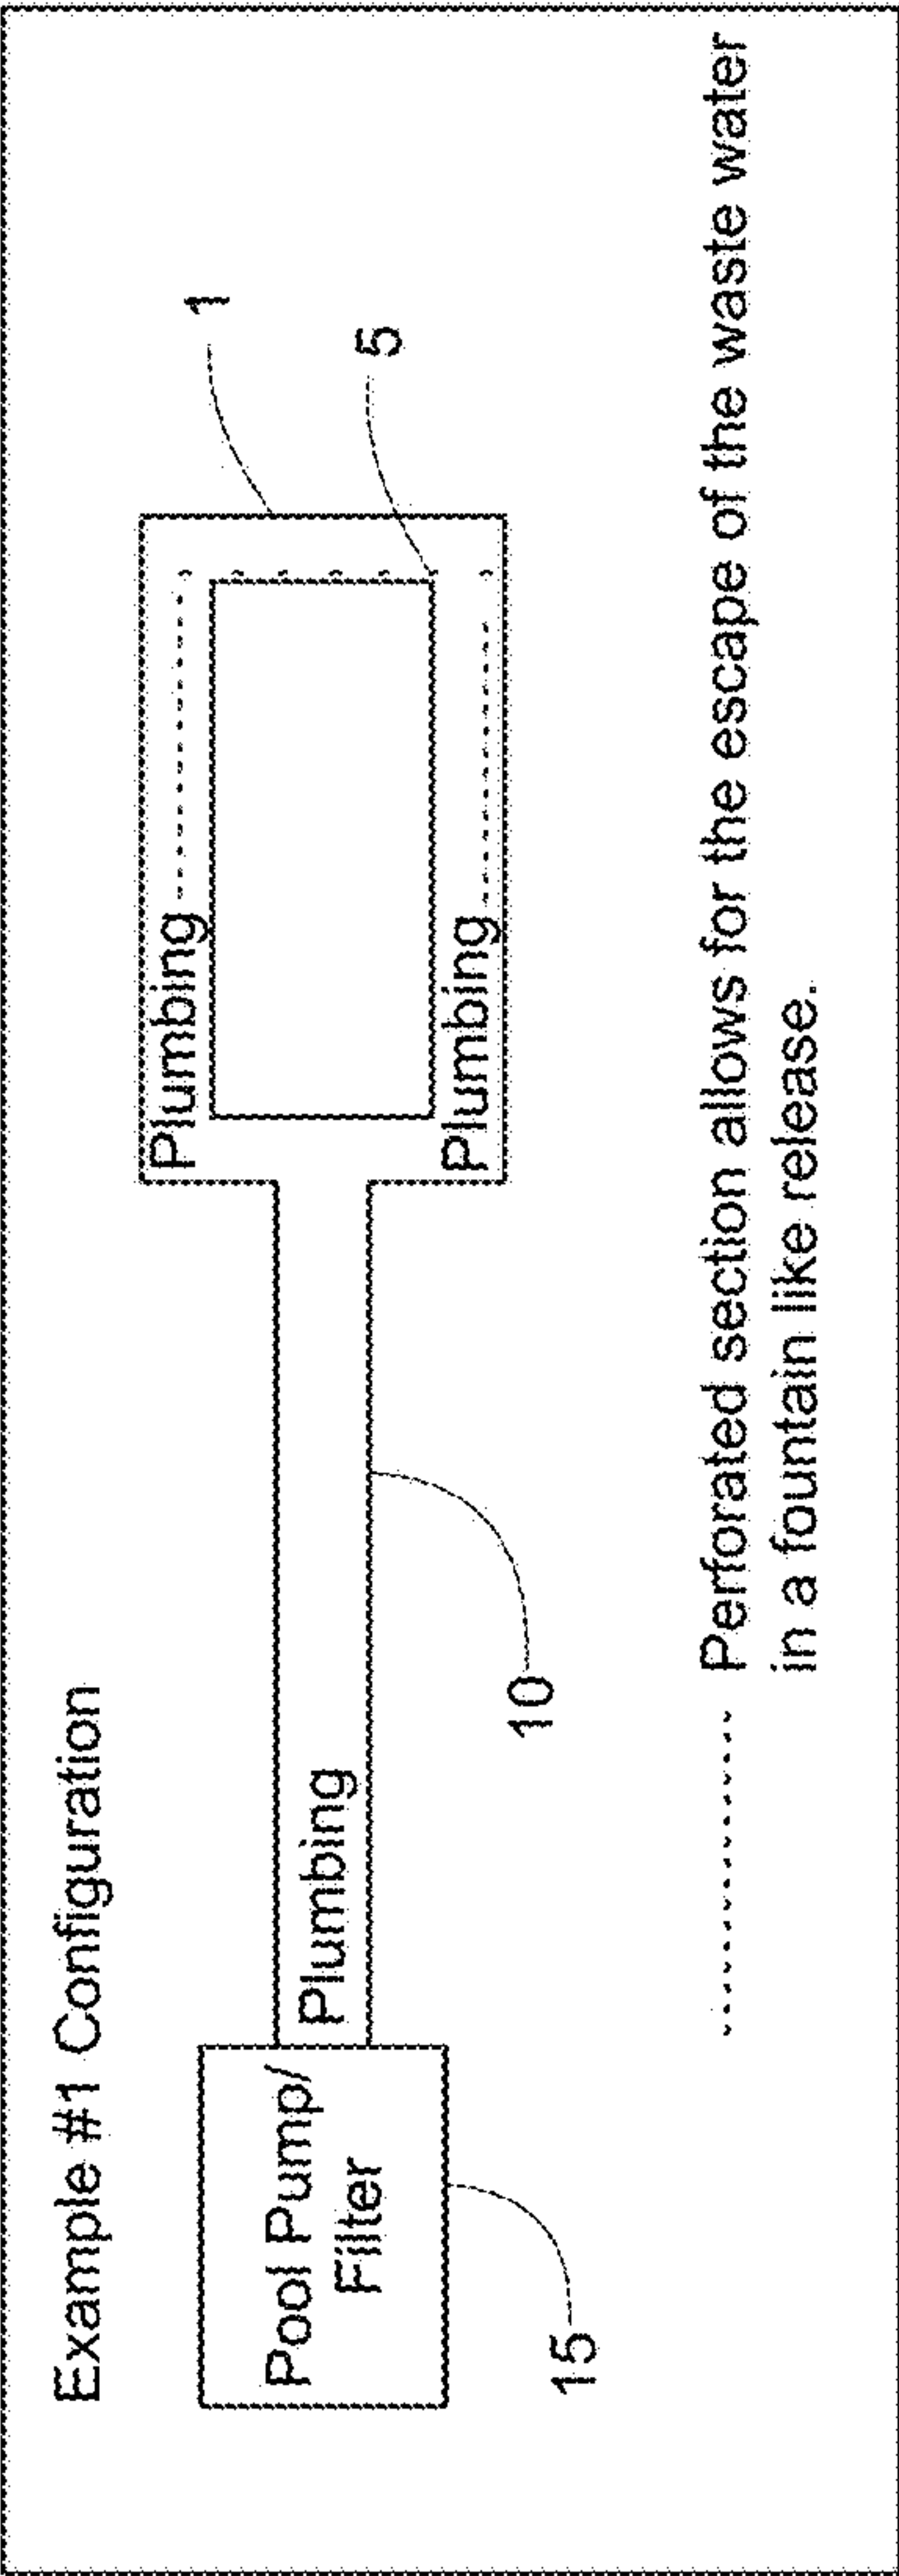 Example #1 Configuration
Pool Pump/
Filter
Plumbing
Plumbing
Plumbing
1
5
10
15
Perforated section allows for the escape of the waste water
in a fountain like release.